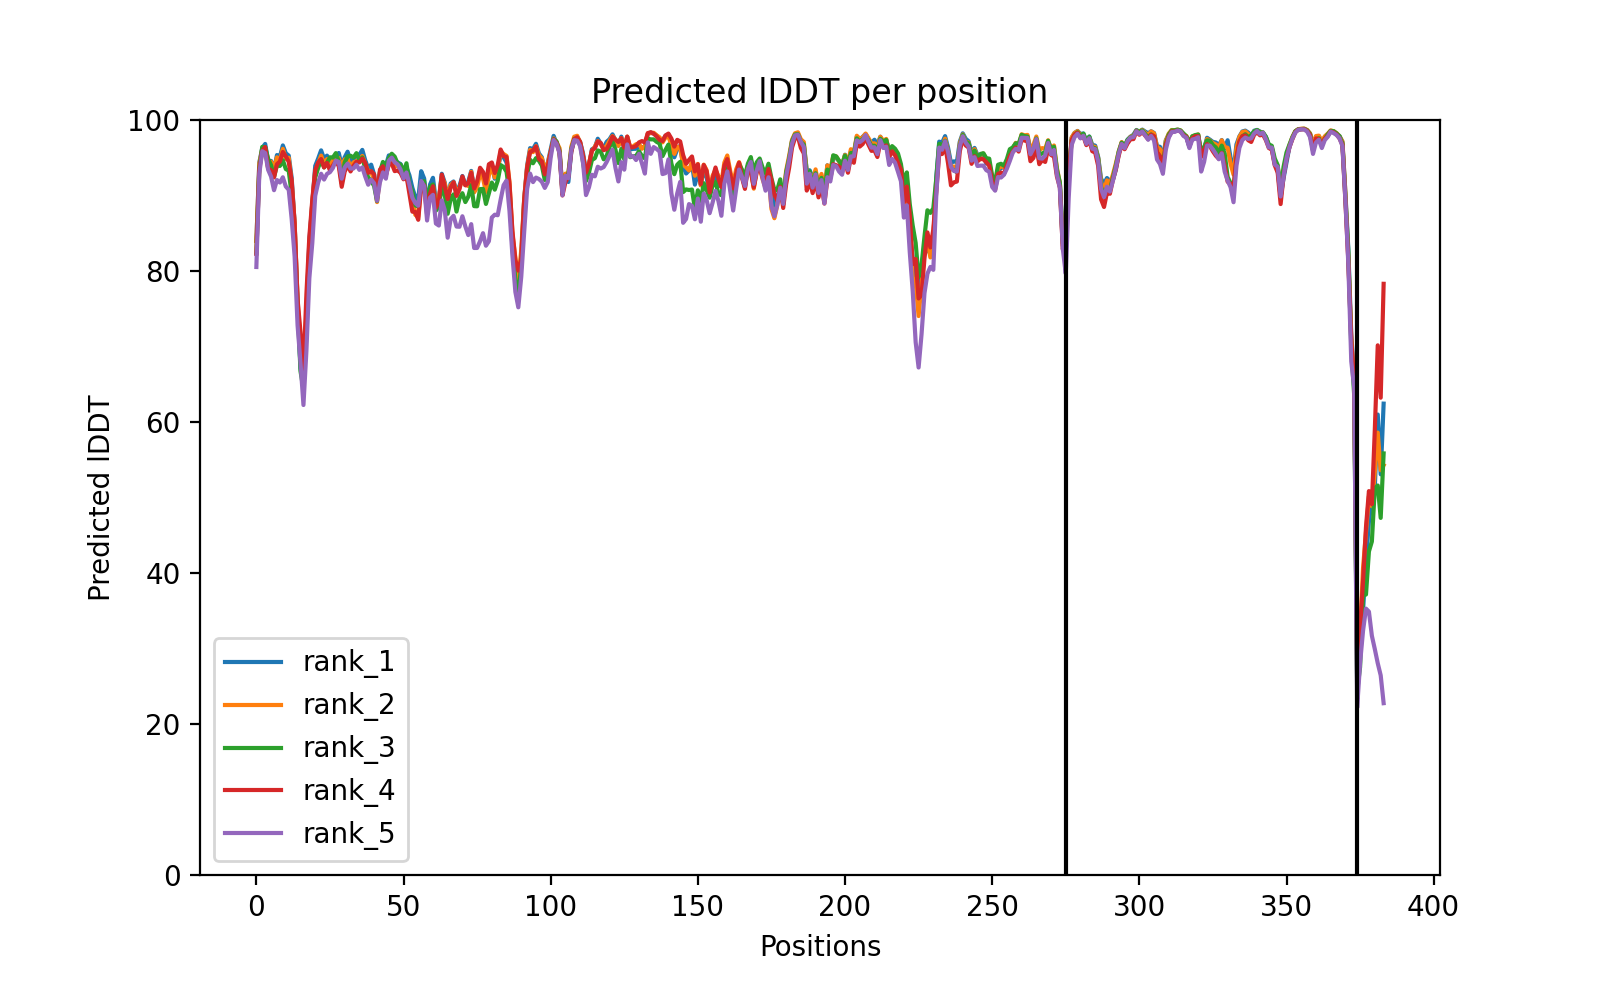 Predicted lDDT per position
100
80
60
40
20
0
Predicted lDDT
rank_1
rank_2
rank_3
rank_4
rank_5
0 50 100 150 200 250 300 350 400
Positions